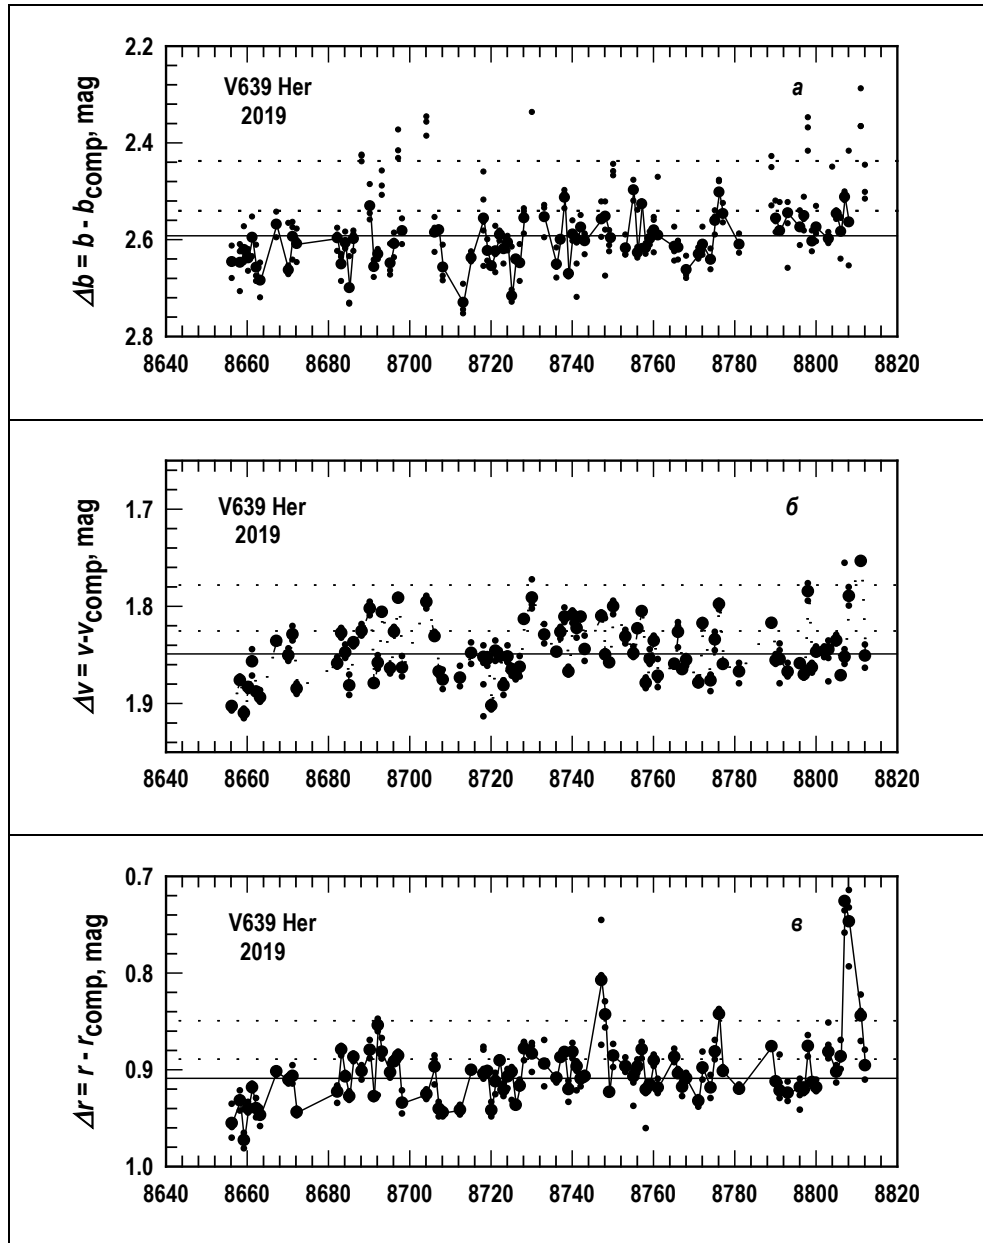 2.2
V639 Her
2019
а
2.4
2.6
2.8
Δb = b - bcomp, mag
8640 8660 8680 8700 8720 8740 8760 8780 8800 8820
V639 Her
2019
б
1.7
1.8
1.9
Δv = v-vcomp, mag
8640 8660 8680 8700 8720 8740 8760 8780 8800 8820
0.7
V639 Her
2019
в
0.8
0.9
1.0
Δr = r - rcomp, mag
8640 8660 8680 8700 8720 8740 8760 8780 8800 8820